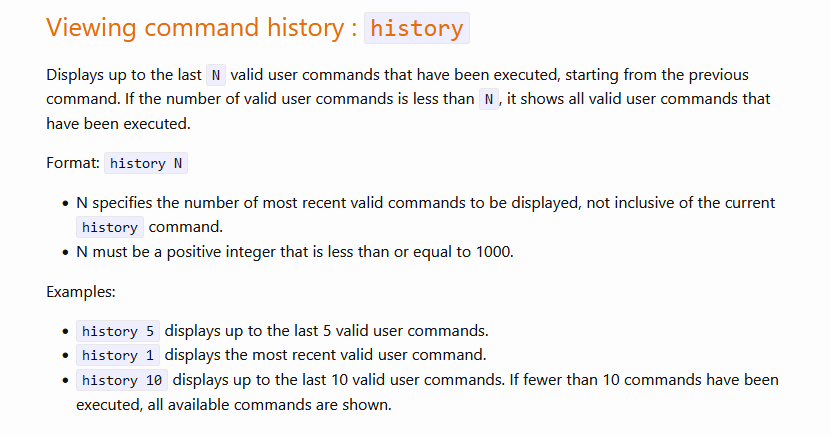 Viewing command history : history
Displays up to the last N valid user commands that have been executed, starting from the previous
command. If the number of valid user commands is less than N, it shows all valid user commands that
have been executed.
Format: history N
• N specifies the number of most recent valid commands to be displayed, not inclusive of the current
history command.
• N must be a positive integer that is less than or equal to 1000.
Examples:
• history 5 displays up to the last 5 valid user commands.
• history 1 displays the most recent valid user command.
• history 10 displays up to the last 10 valid user commands. If fewer than 10 commands have been
executed, all available commands are shown.